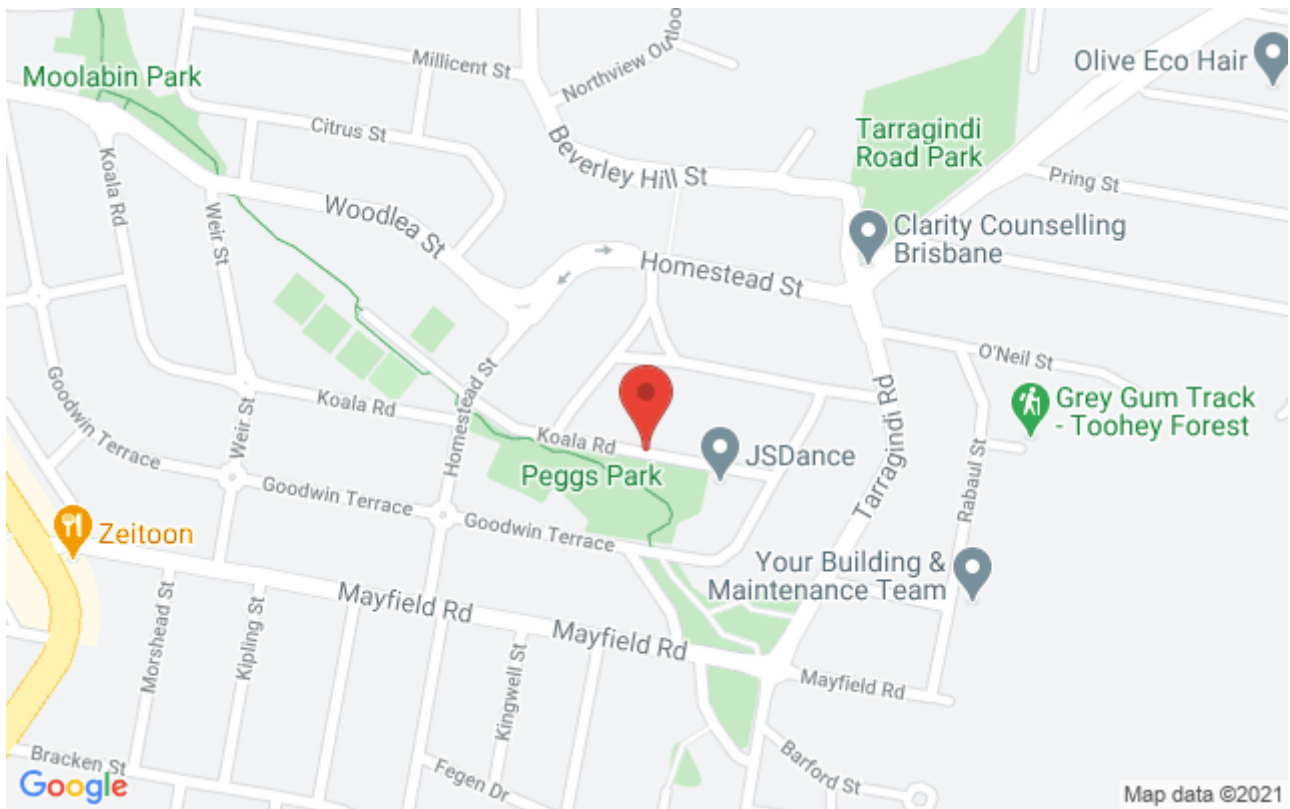 Millicent St
Northview Outloo
Olive Eco Hair
Moolabin Park
Citrus St
Beverley Hill St
Tarragindi
Road Park
Pring St
Koala Rd
Weir St
Woodlea St
Clarity Counselling
Brisbane
Homestead St
O'Neil St
Goodwin Terrace
Koala Rd
Weir St
Homestead St
Koala Rd
Peggs Park
JSDance
Tarragindi Rd
Grey Gum Track
- Toohey Forest
Rabaul St
Goodwin Terrace
Goodwin Terrace
Zeitoon
Your Building &
Maintenance Team
Mayfield Rd
Mayfield Rd
Mayfield Rd
Morshead St
Kipling St
Kingwell St
Bracken St
Fegen Dr
Barford St
Google
Map data ©2021